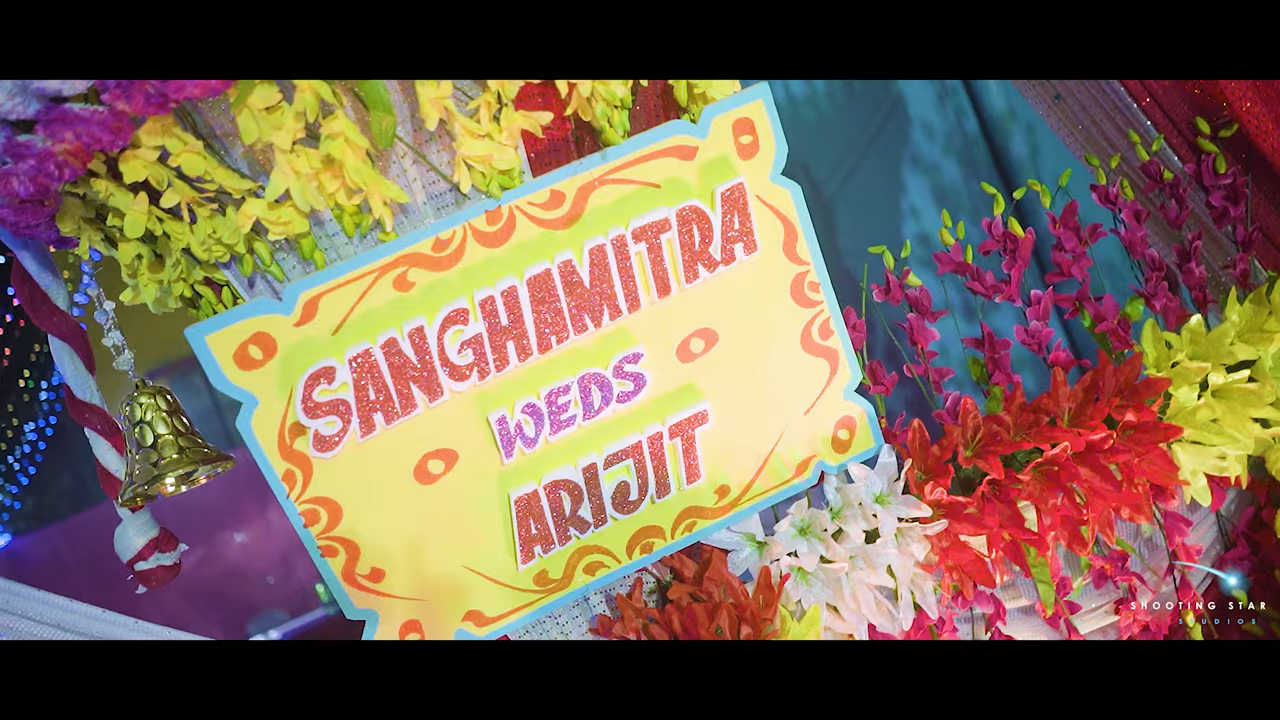 SANGHAMITRA
WEDS
ARIJIT
SHOOTING STAR
STUDIOS